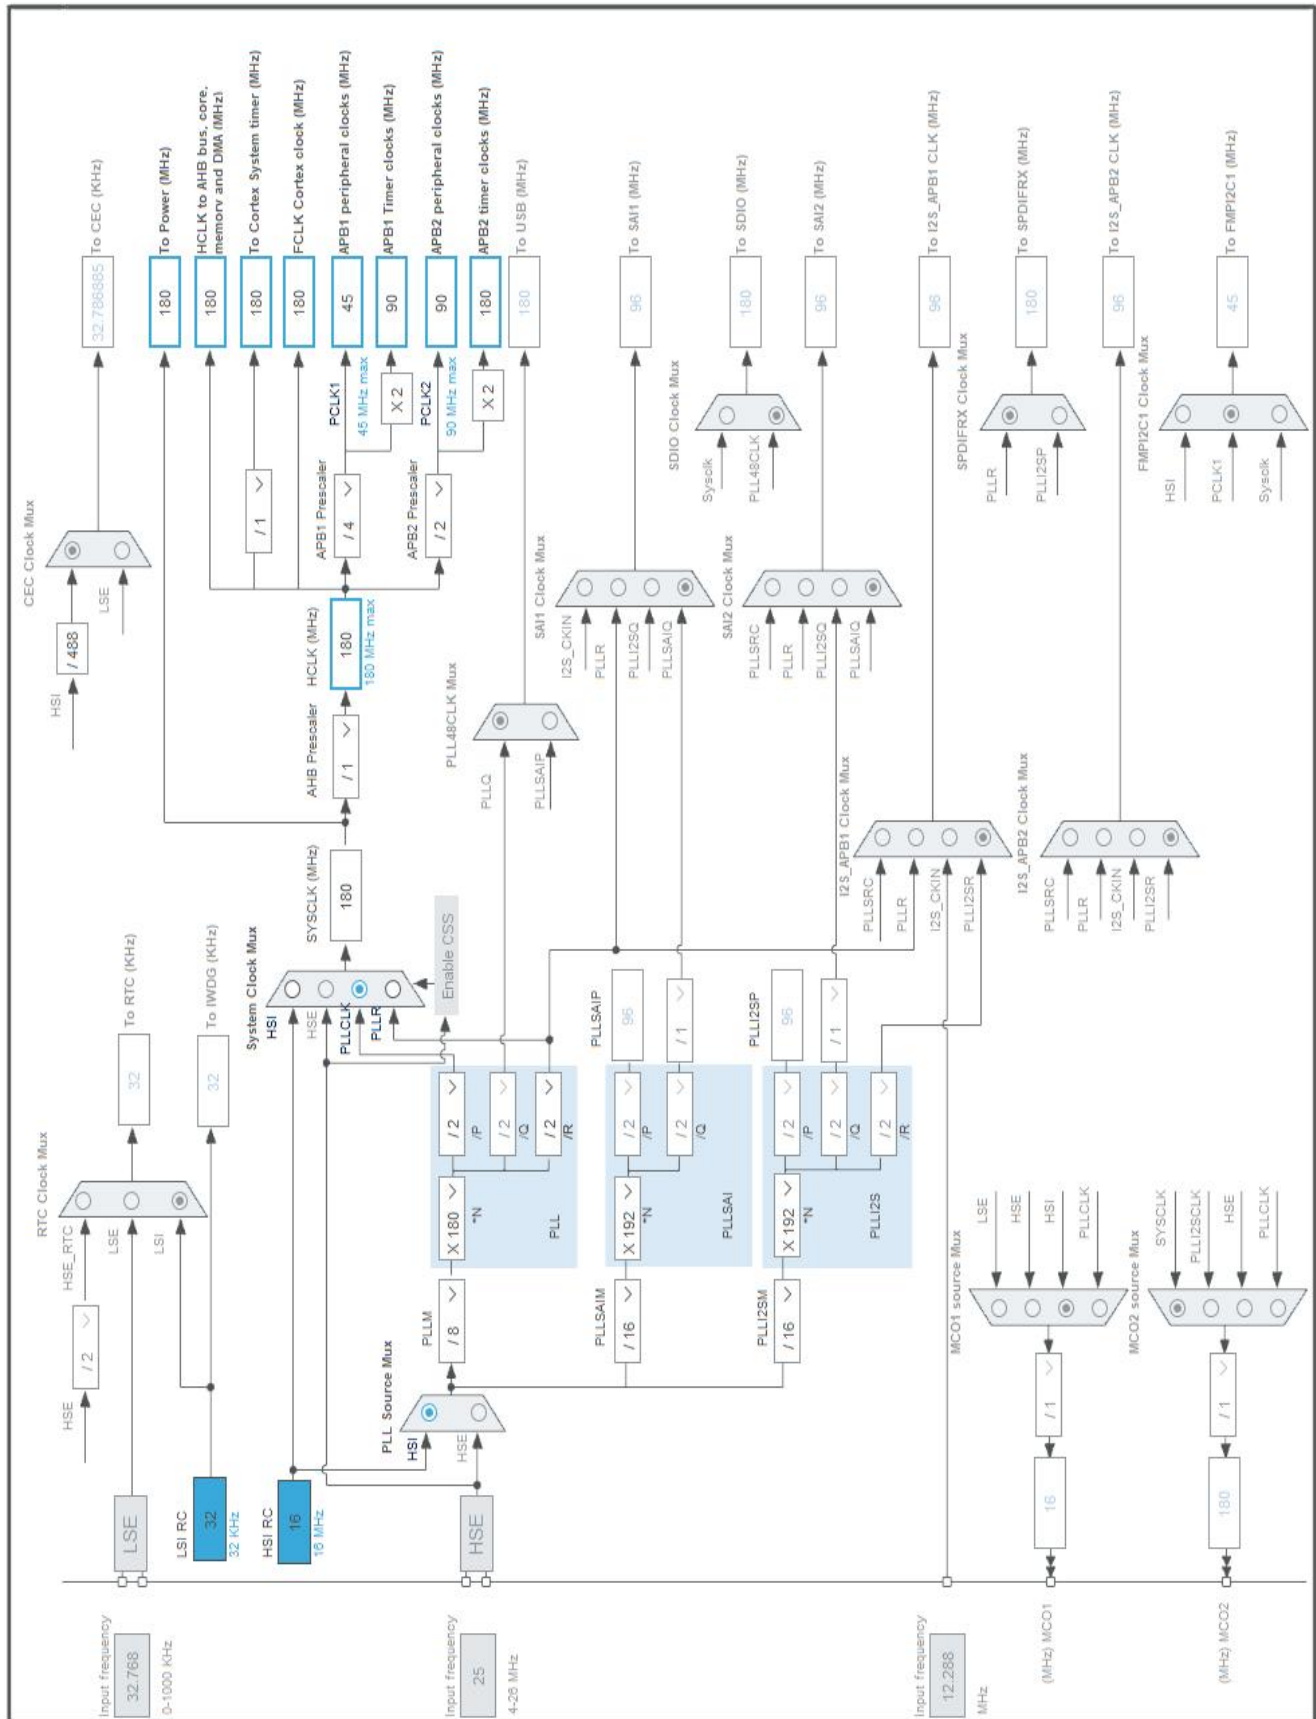 Input frequency
32.768
0-1000 KHz
LSE
HSE
/ 2
HSE_RTC
LSE
LSI
RTC Clock Mux
32
To RTC (KHz)
LSI RC
32
32 KHz
32
To IWDG (KHz)
HSI
/ 488
LSE
CEC Clock Mux
32.786885
To CEC (KHz)
HSI RC
16
16 MHz
Input frequency
25
4-26 MHz
HSE
PLL Source Mux
HSI
HSE
PLLM
/ 8
X 180
*N
/ 2
/P
/ 2
/Q
/ 2
/R
PLL
PLLSAIM
/ 16
X 192
*N
/ 2
/P
/ 2
/Q
PLLSAI
PLLSAIP
96
/ 1
PLLI2SM
/ 16
X 192
*N
/ 2
/P
/ 2
/Q
/ 2
/R
PLLI2S
PLLI2SP
96
/ 1
System Clock Mux
HSI
HSE
PLLCLK
PLLR
Enable CSS
SYSCLK (MHz)
180
AHB Prescaler
/ 1
HCLK (MHz)
180
180 MHz max
/ 1
APB1 Prescaler
/ 4
APB2 Prescaler
/ 2
PCLK1
45 MHz max
X 2
PCLK2
90 MHz max
X 2
180
To Power (MHz)
180
HCLK to AHB bus, core,
memory and DMA (MHz)
180
To Cortex System timer (MHz)
180
FCLK Cortex clock (MHz)
45
APB1 peripheral clocks (MHz)
90
APB1 Timer clocks (MHz)
90
APB2 peripheral clocks (MHz)
180
APB2 timer clocks (MHz)
PLL48CLK Mux
PLLQ
PLLSAIP
180
To USB (MHz)
SAI1 Clock Mux
I2S_CKIN
PLLR
PLLI2SQ
PLLSAIQ
96
To SAI1 (MHz)
SDIO Clock Mux
Sysclk
PLL48CLK
180
To SDIO (MHz)
SAI2 Clock Mux
PLLSRC
PLLR
PLLI2SQ
PLLSAIQ
96
To SAI2 (MHz)
I2S_APB1 Clock Mux
PLLSRC
PLLR
I2S_CKIN
PLLI2SR
96
To I2S_APB1 CLK (MHz)
SPDIFRX Clock Mux
PLLR
PLLI2SP
180
To SPDIFRX (MHz)
I2S_APB2 Clock Mux
PLLSRC
PLLR
I2S_CKIN
PLLI2SR
96
To I2S_APB2 CLK (MHz)
FMPI2C1 Clock Mux
HSI
PCLK1
Sysclk
45
To FMPI2C1 (MHz)
Input frequency
12.288
MHz
MCO1 source Mux
LSE
HSE
HSI
PLLCLK
/ 1
16
(MHz) MCO1
MCO2 source Mux
SYSCLK
PLLI2SCLK
HSE
PLLCLK
/ 1
180
(MHz) MCO2